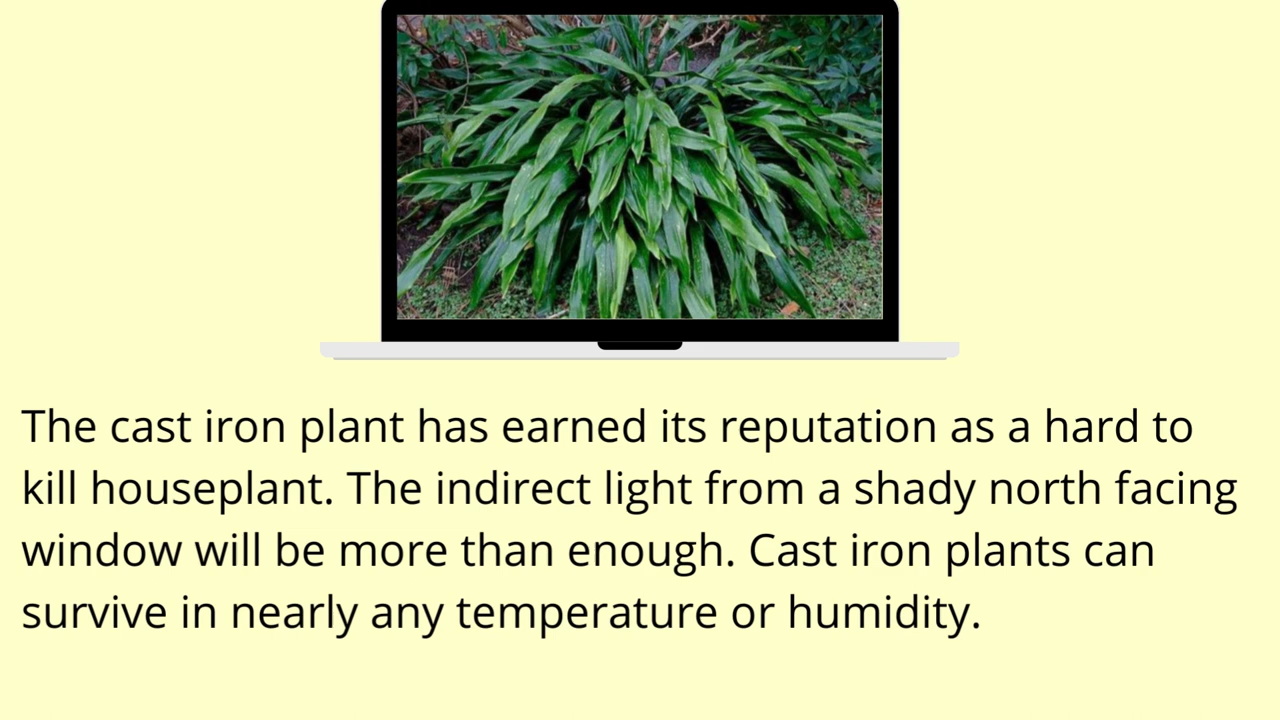 The cast iron plant has earned its reputation as a hard to
kill houseplant. The indirect light from a shady north facing
window will be more than enough. Cast iron plants can
survive in nearly any temperature or humidity.